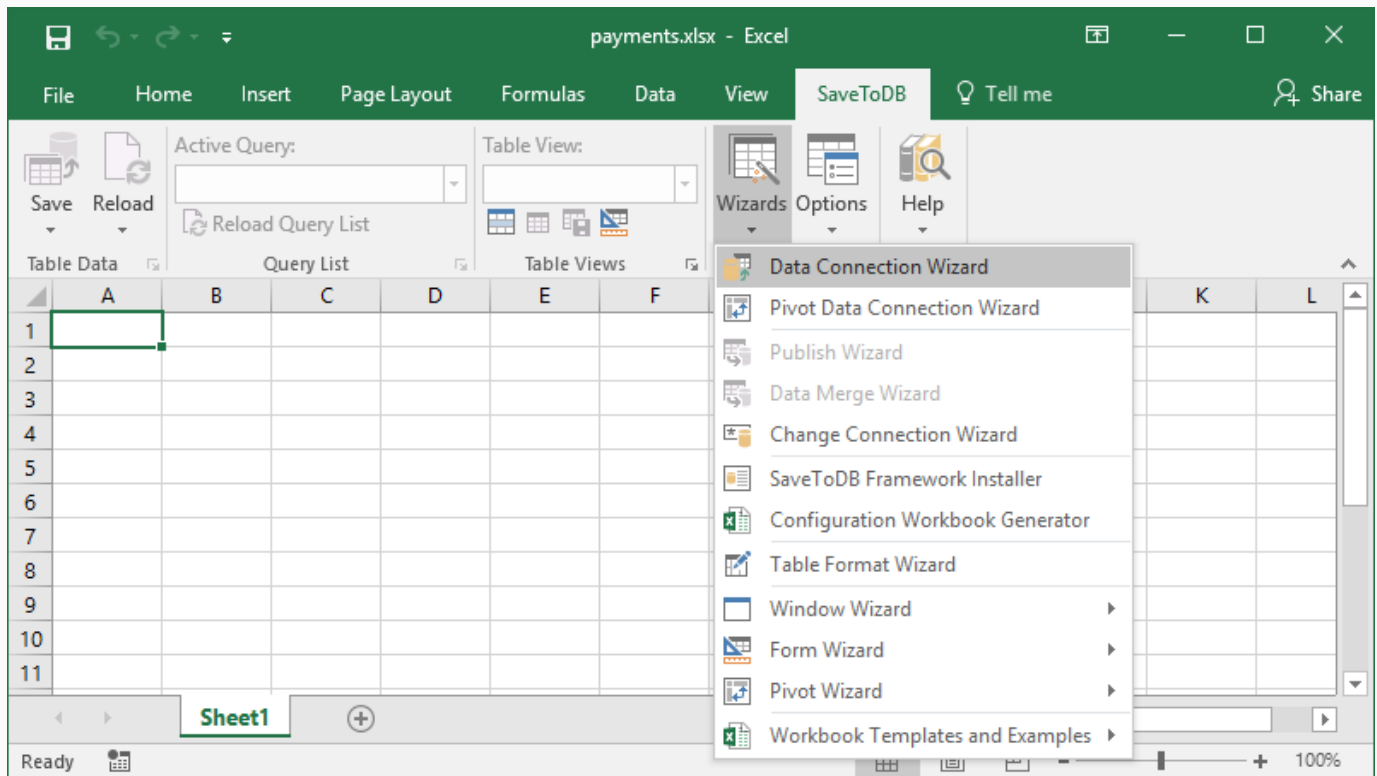 payments.xlsx - Excel
File Home Insert Page Layout Formulas Data View SaveToDB Tell me Share
Active Query: Table View:
Save Reload Wizards Options Help
Reload Query List
Table Data Query List Table Views
Data Connection Wizard
A B C D E F K L
Pivot Data Connection Wizard
1
Publish Wizard
2
Data Merge Wizard
3
Change Connection Wizard
4
5
SaveToDB Framework Installer
6
Configuration Workbook Generator
7
Table Format Wizard
8
9
Window Wizard
10
Form Wizard
11
Pivot Wizard
Sheet1
Workbook Templates and Examples
Ready 100%